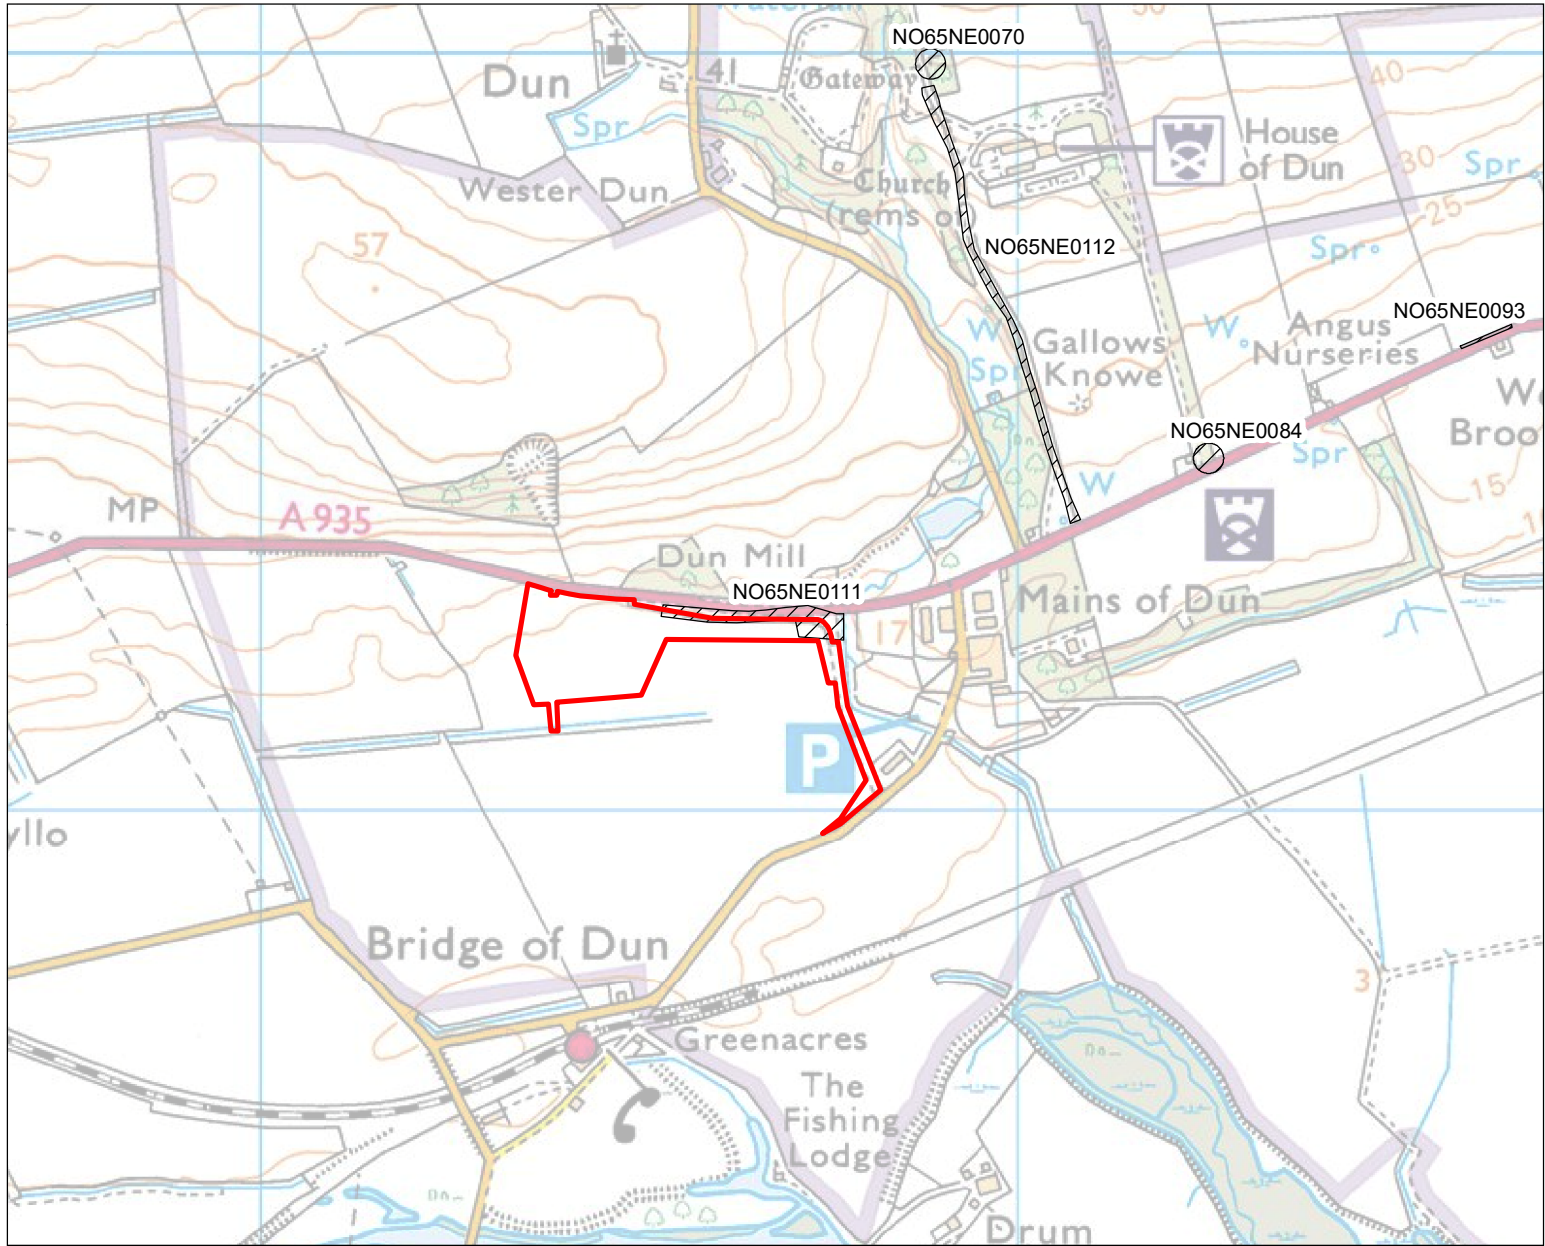 NO65NE0070
Dun
41
Gateway
Spr
House
of Dun
40
30
Spr
Wester Dun
Church
(rems of)
25
57
NO65NE0112
Spr
NO65NE0093
W
Spr
Gallows
Knowe
W
Angus
Nurseries
NO65NE0084
Spr
Broo
15
MP
A 935
W
Dun Mill
NO65NE0111
17
Mains of Dun
P
yllo
Bridge of Dun
3
Greenacres
The
Fishing
Lodge
Drum